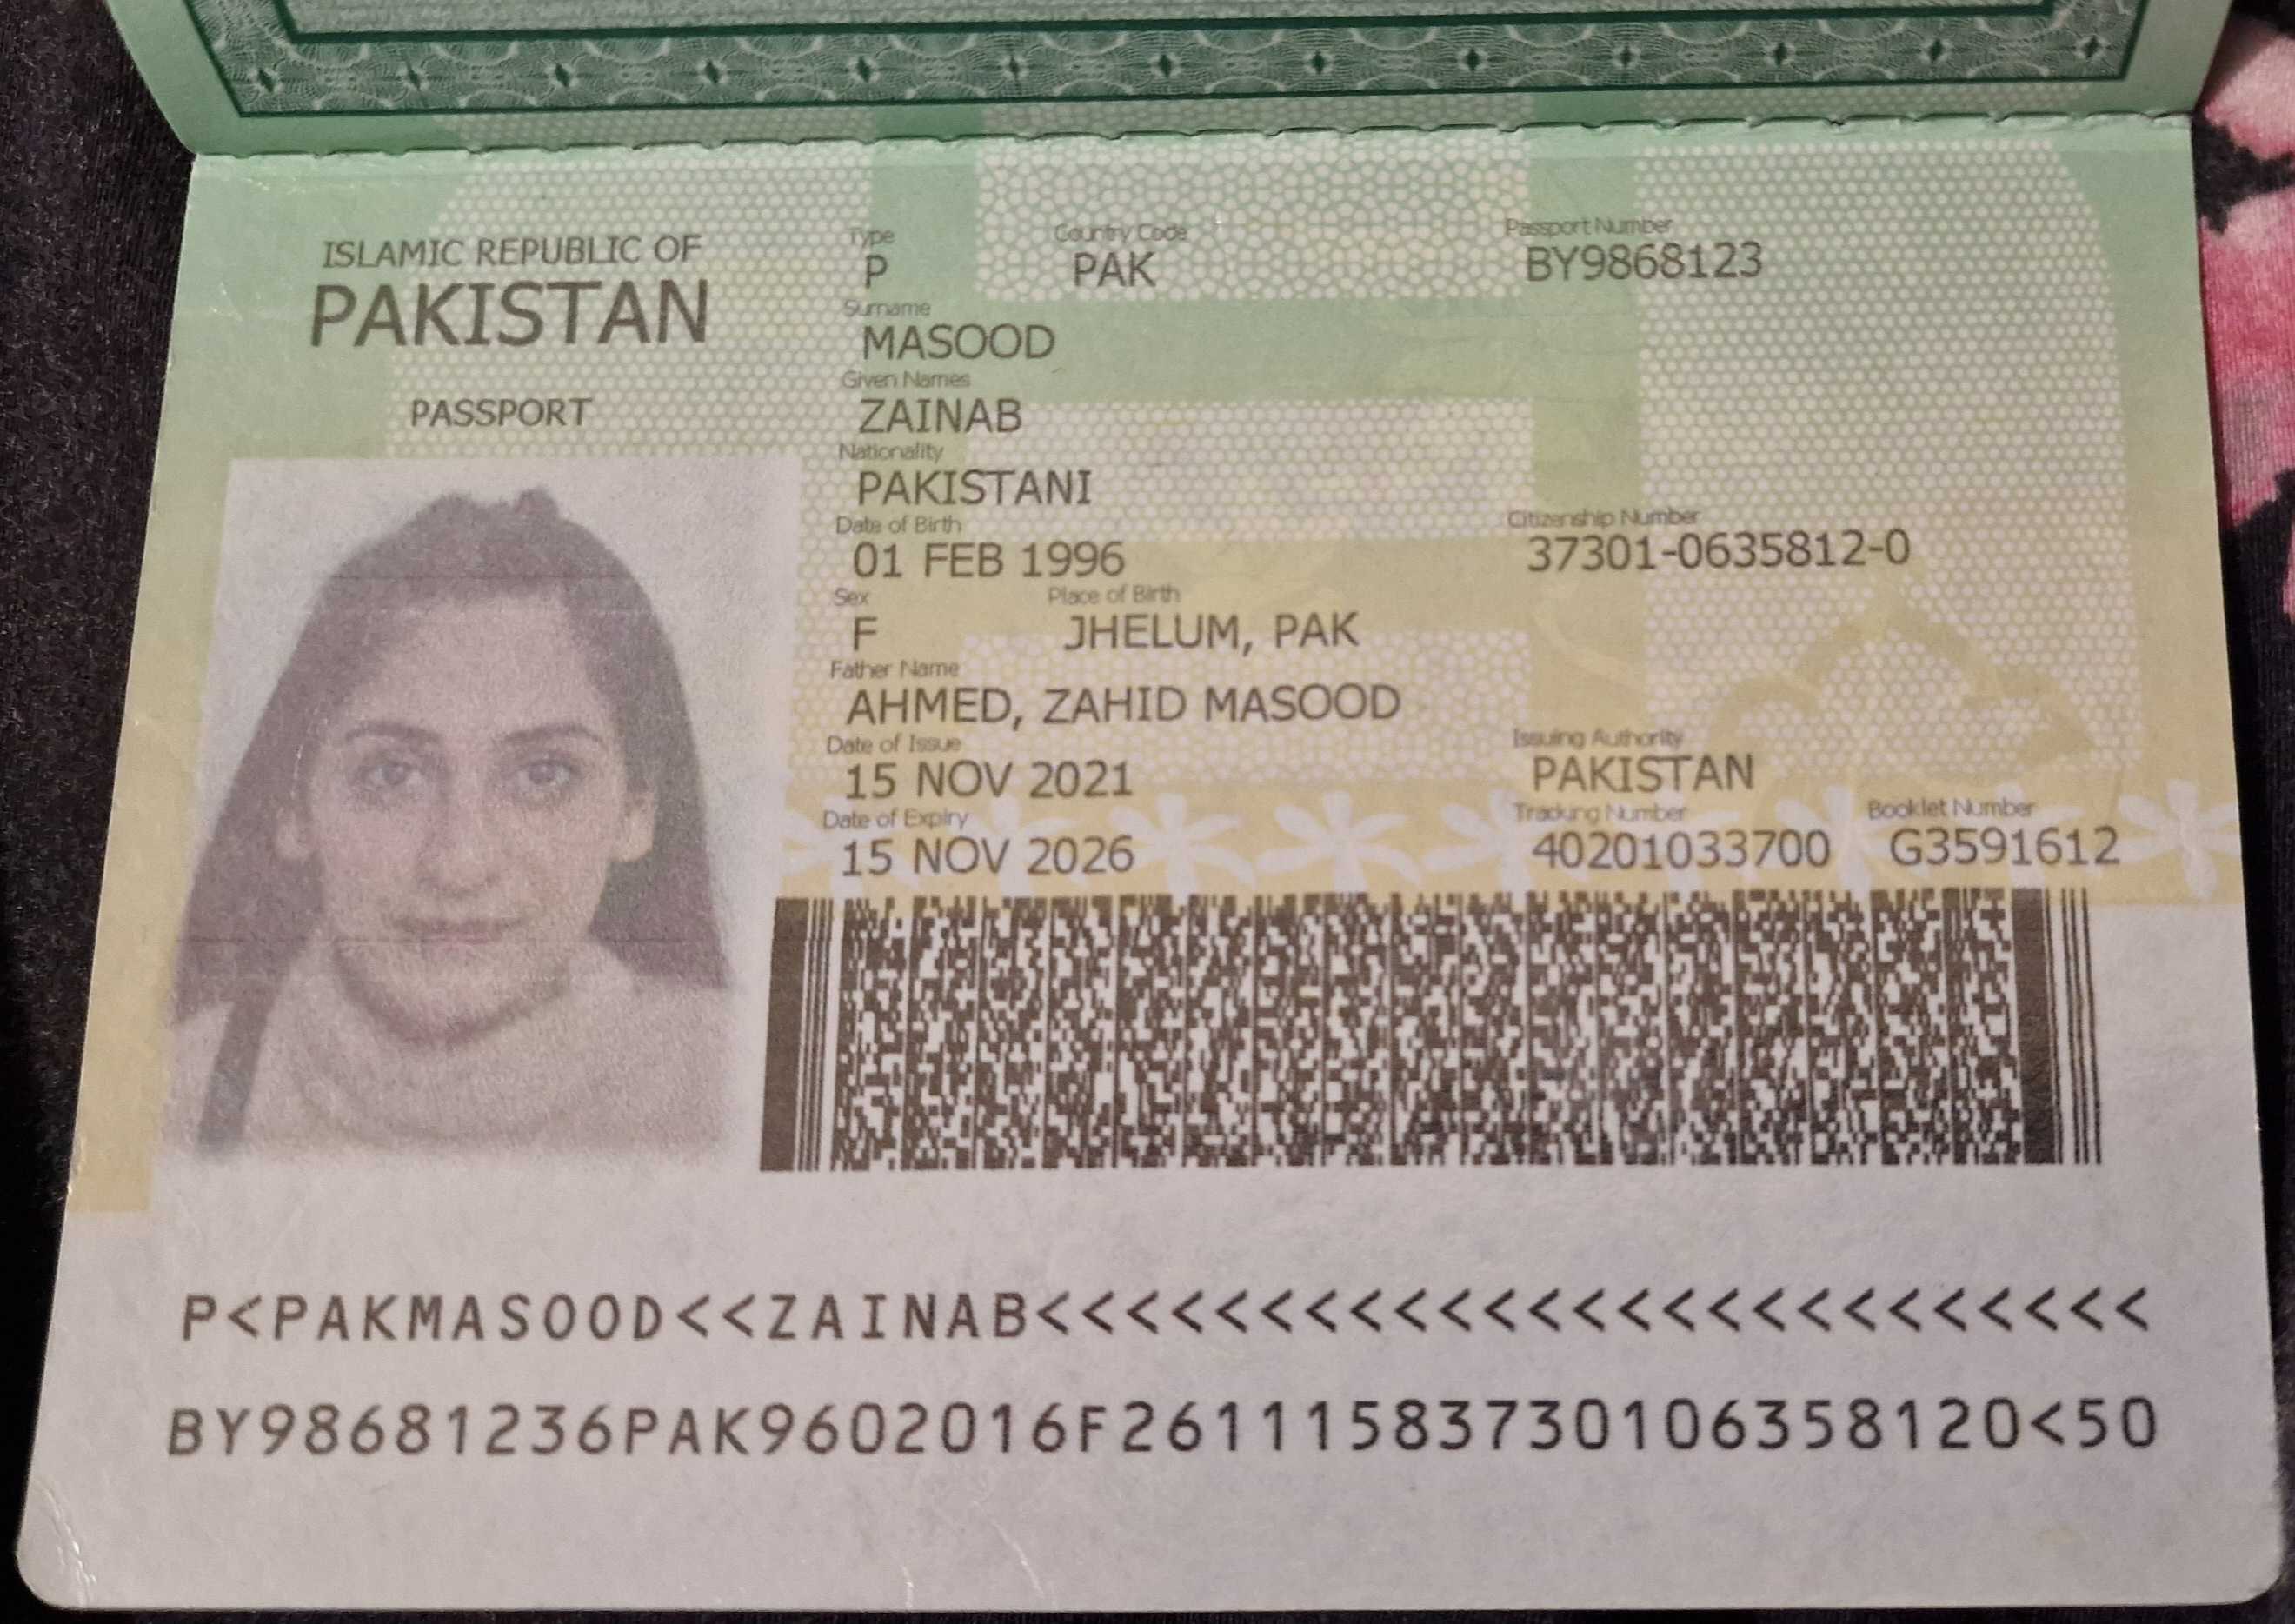 ISLAMIC REPUBLIC OF
PAKISTAN
PASSPORT
Type Country Code Passport Number
P PAK BY9868123
Surname
MASOOD
Given Names
ZAINAB
Nationality
PAKISTANI
Date of Birth Citizenship Number
01 FEB 1996 37301-0635812-0
Sex Place of Birth
F JHELUM, PAK
Father Name
AHMED, ZAHID MASOOD
Date of Issue Issuing Authority
15 NOV 2021 PAKISTAN
Date of Expiry Tracking Number Booklet Number
15 NOV 2026 40201033700 G3591612
P<PAKMASOOD<<ZAINAB<<<<<<<<<<<<<<<<<<<<<<<<<
BY98681236PAK9602016F26111583730106358120<50